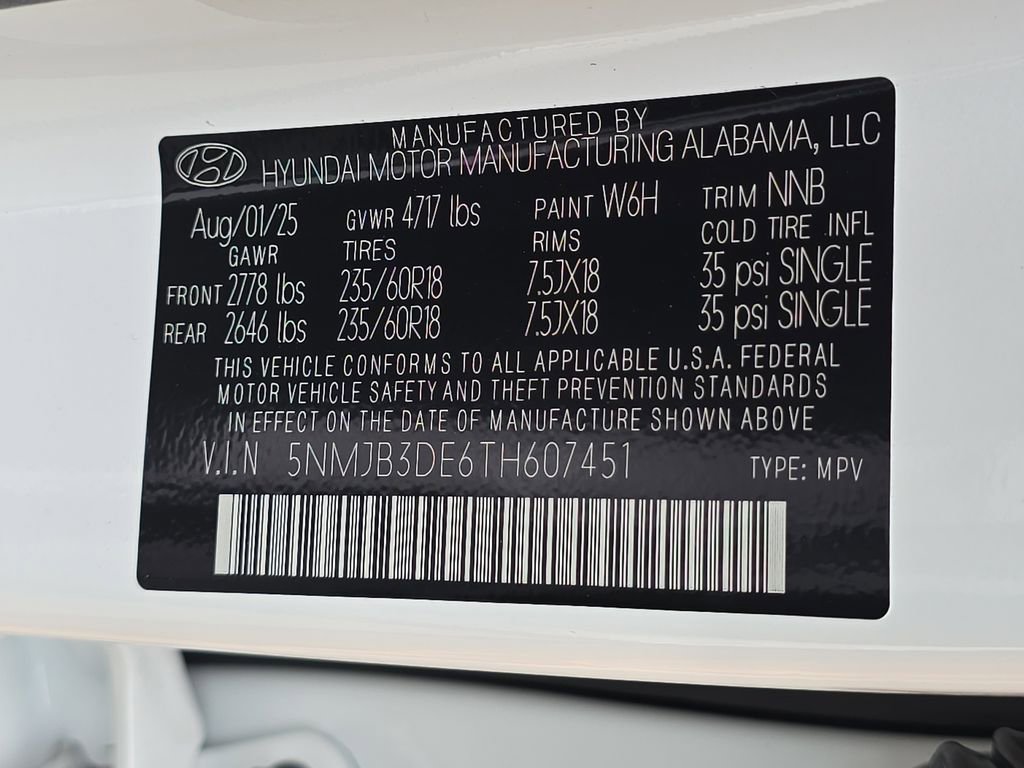 MANUFACTURED BY
HYUNDAI MOTOR MANUFACTURING ALABAMA, LLC
Aug/01/25 GVWR 4717 lbs PAINT W6H TRIM NNB
GAWR TIRES RIMS COLD TIRE INFL
FRONT 2778 lbs 235/60R18 7.5JX18 35 psi SINGLE
REAR 2646 lbs 235/60R18 7.5JX18 35 psi SINGLE
THIS VEHICLE CONFORMS TO ALL APPLICABLE U.S.A. FEDERAL
MOTOR VEHICLE SAFETY AND THEFT PREVENTION STANDARDS
IN EFFECT ON THE DATE OF MANUFACTURE SHOWN ABOVE
V.I.N 5NMJB3DE6TH607451 TYPE: MPV